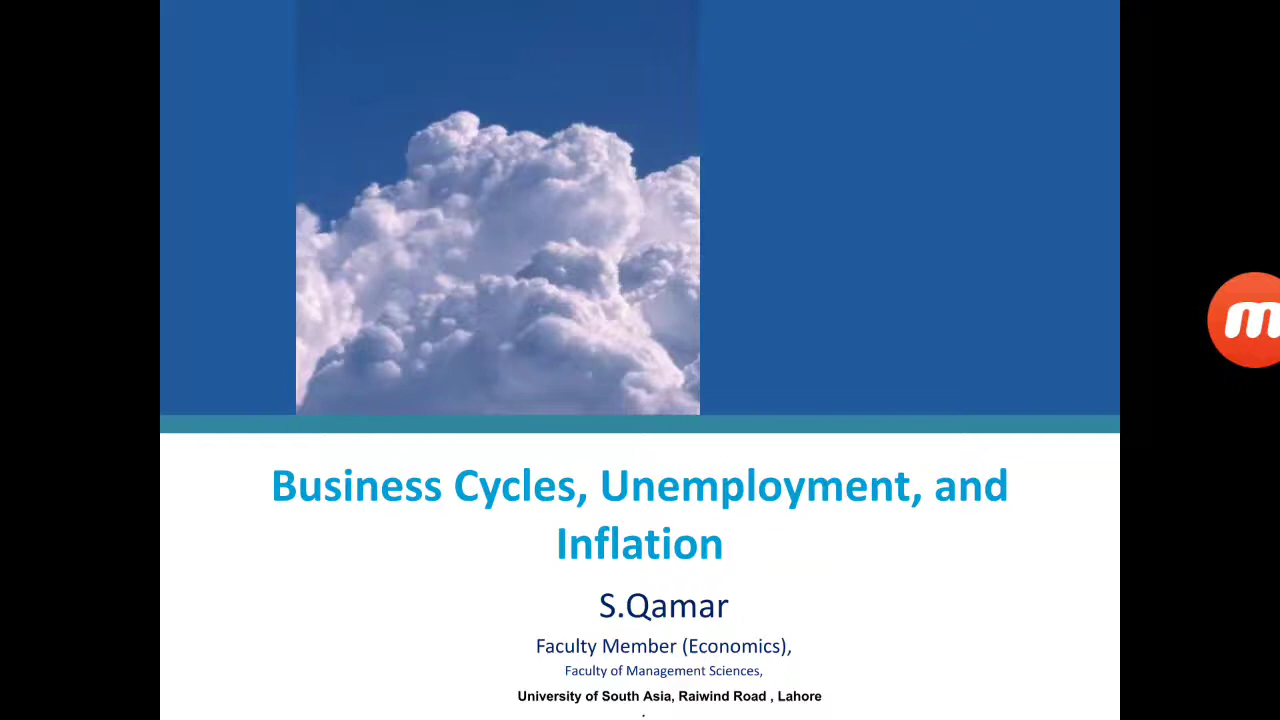 Business Cycles, Unemployment, and
Inflation
S.Qamar
Faculty Member (Economics),
Faculty of Management Sciences,
University of South Asia, Raiwind Road , Lahore
.
m